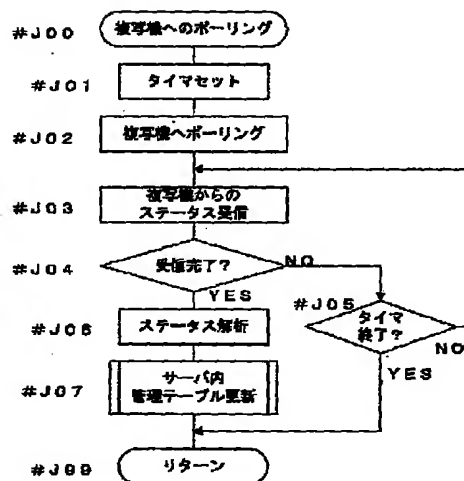 #J00 複写機へのポーリング
#J01 タイマセット
#J02 複写機へポーリング
#J03 複写機からの
ステータス受信
#J04 受信完了? NO
YES
#J05 タイマ
終了? NO
YES
#J06 ステータス解析
#J07 サーバ内
管理テーブル更新
#J99 リターン